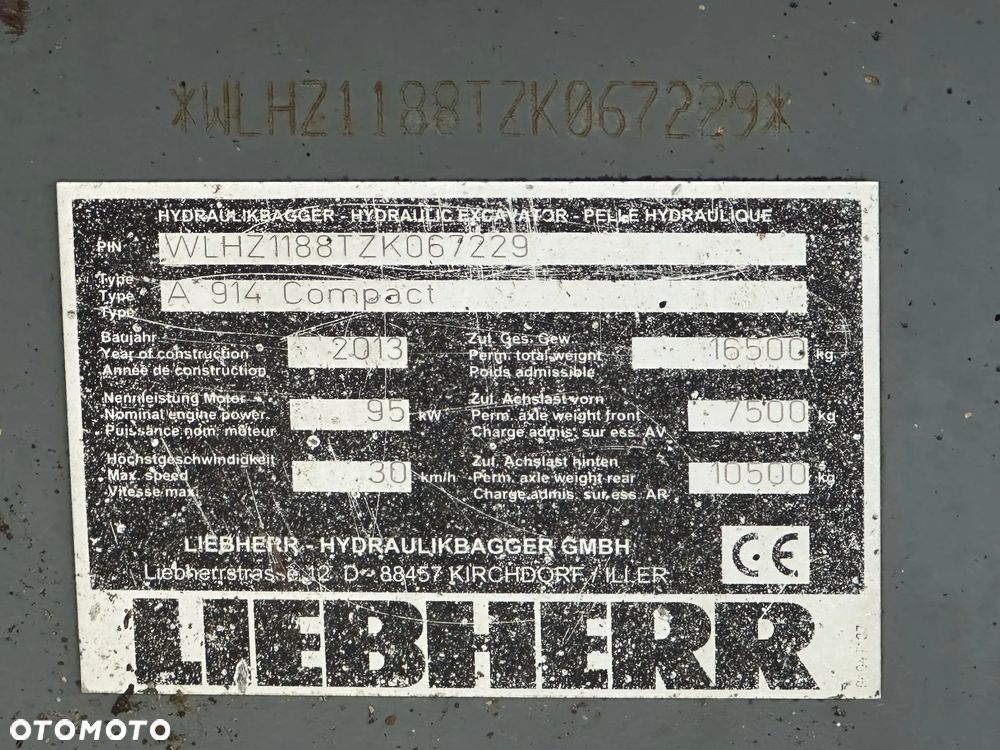 *WLHZ1188TZK067229*
HYDRAULIKBAGGER - HYDRAULIC EXCAVATOR - PELLE HYDRAULIQUE
PIN WLHZ1188TZK067229
Type
Type A 914 Compact
Type
Baujahr
Year of construction 2013
Année de construction
Zul. Ges. Gew.
Perm. total weight 16500 kg
Poids admissible
Nennleistung Motor
Nominal engine power 95 kW
Puissance nom. moteur
Zul. Achslast vorn
Perm. axle weight front 7500 kg
Charge admis. sur ess. AV
Höchstgeschwindigkeit
Max. speed 30 km/h
Vitesse max.
Zul. Achslast hinten
Perm. axle weight rear 10500 kg
Charge admis. sur ess. AR
LIEBHERR - HYDRAULIKBAGGER GMBH
Liebherrstrasse 12 D-88457 KIRCHDORF / ILLER
CE
LIEBHERR
OTOMOTO